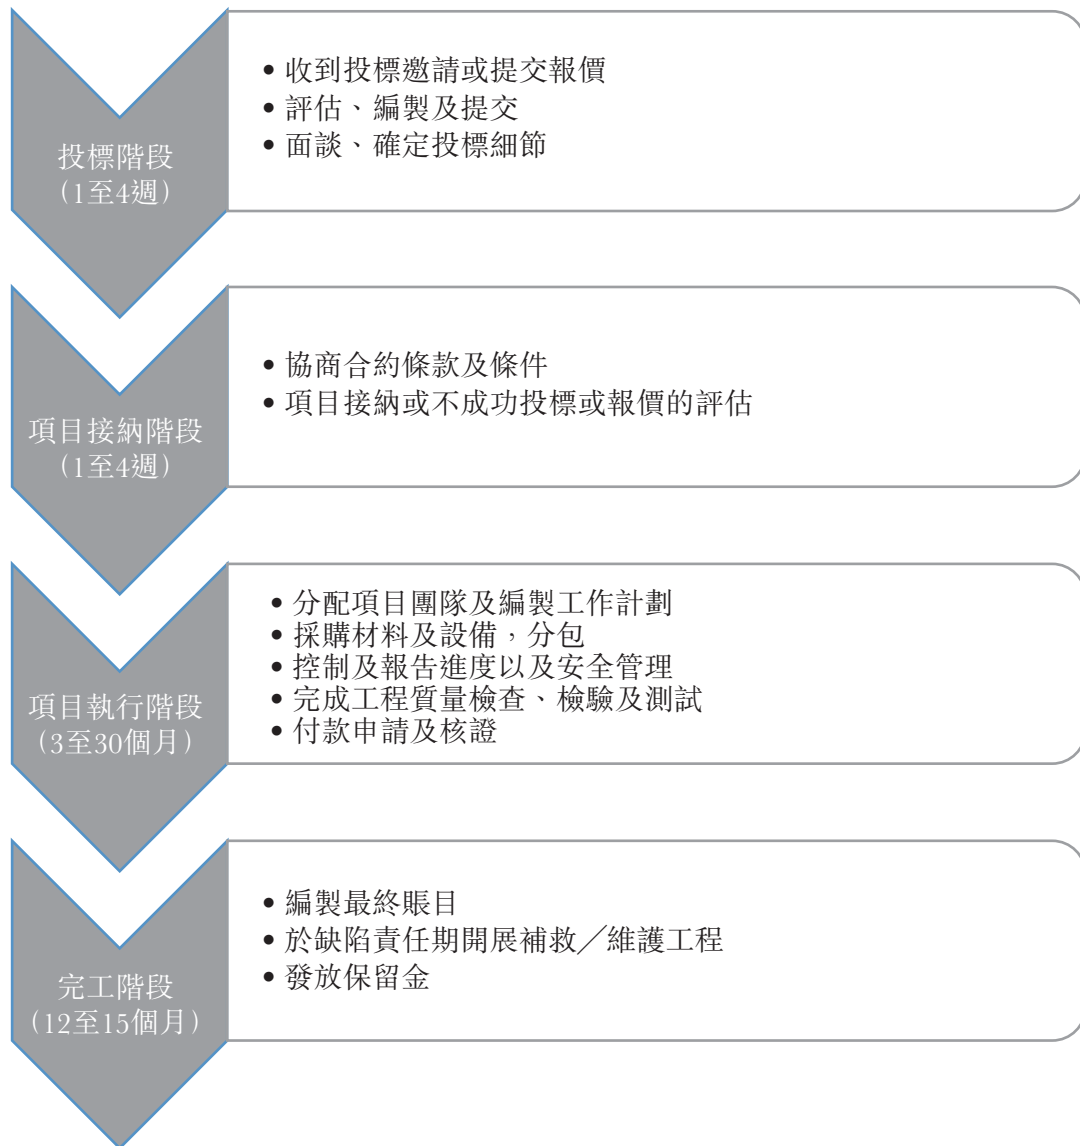 投標階段
（1至4週）
• 收到投標邀請或提交報價
• 評估、編製及提交
• 面談、確定投標細節
項目接納階段
（1至4週）
• 協商合約條款及條件
• 項目接納或不成功投標或報價的評估
項目執行階段
（3至30個月）
• 分配項目團隊及編製工作計劃
• 採購材料及設備，分包
• 控制及報告進度以及安全管理
• 完成工程質量檢查、檢驗及測試
• 付款申請及核證
完工階段
（12至15個月）
• 編製最終賬目
• 於缺陷責任期開展補救╱維護工程
• 發放保留金